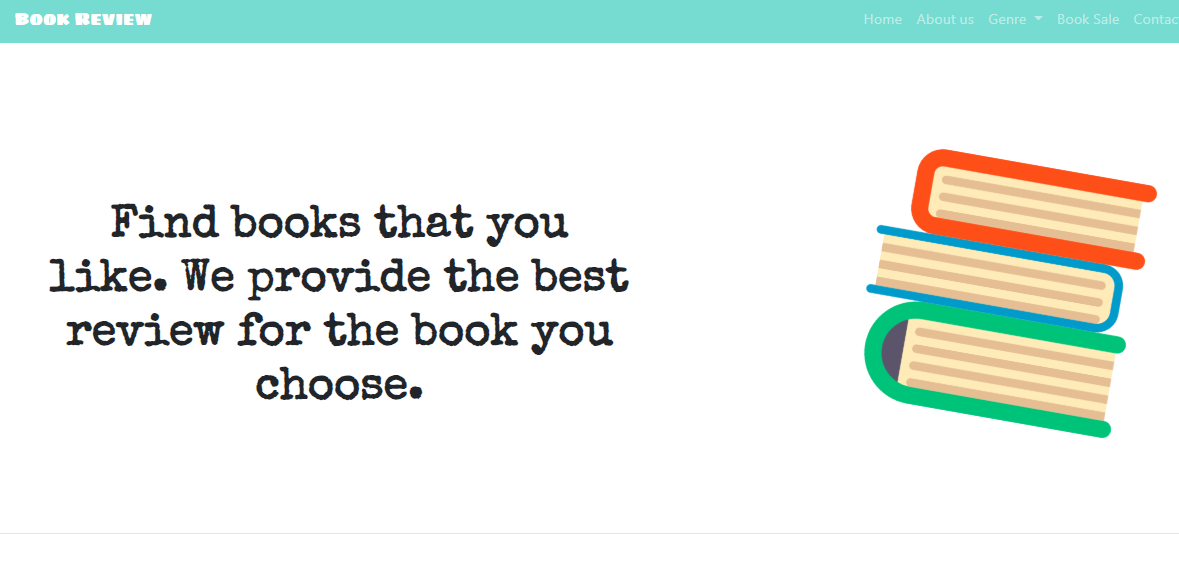 Book Review
Home About us Genre Book Sale Contac
Find books that you
like. We provide the best
review for the book you
choose.